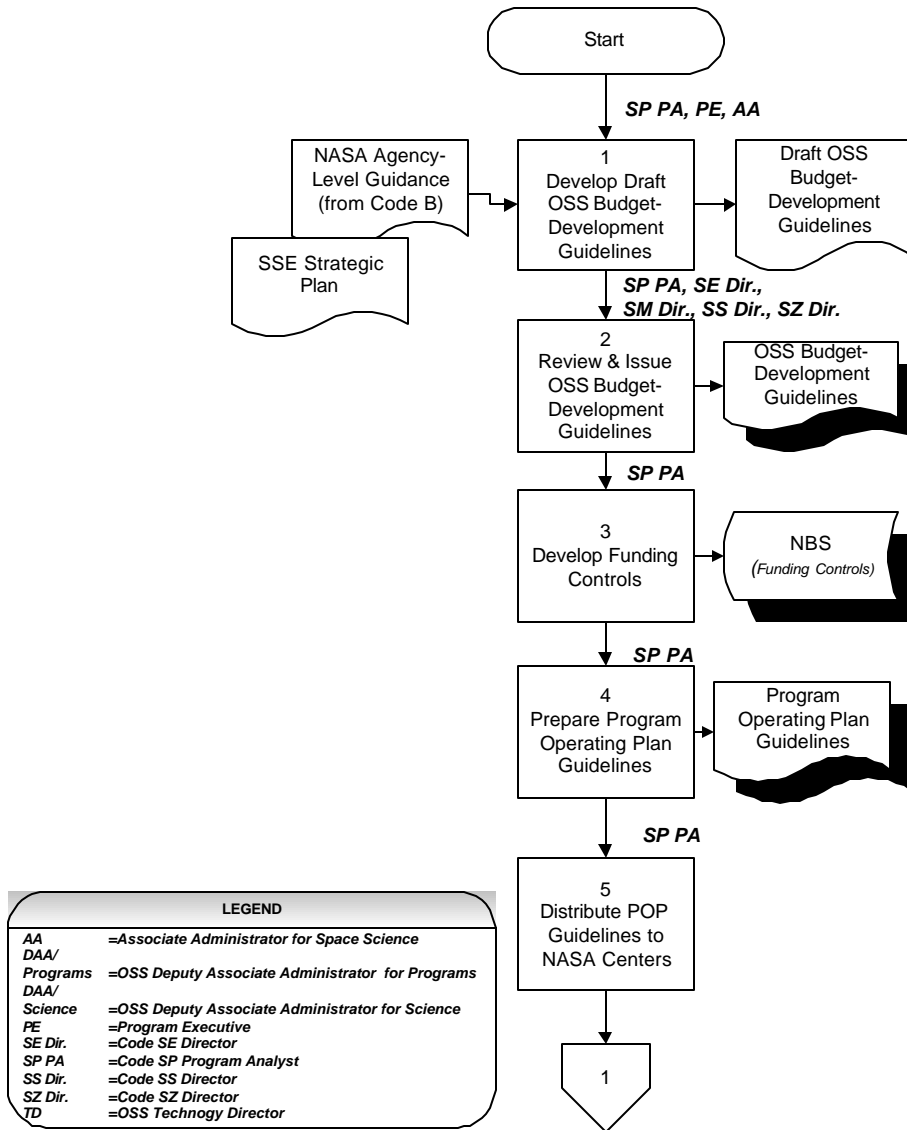 Start
SP PA, PE, AA
NASA Agency-
Level Guidance
(from Code B)
SSE Strategic
Plan
1
Develop Draft
OSS Budget-
Development
Guidelines
Draft OSS
Budget-
Development
Guidelines
SP PA, SE Dir.,
SM Dir., SS Dir., SZ Dir.
2
Review & Issue
OSS Budget-
Development
Guidelines
OSS Budget-
Development
Guidelines
SP PA
3
Develop Funding
Controls
NBS
(Funding Controls)
SP PA
4
Prepare Program
Operating Plan
Guidelines
Program
Operating Plan
Guidelines
SP PA
5
Distribute POP
Guidelines to
NASA Centers
1
LEGEND
AA =Associate Administrator for Space Science
DAA/
Programs =OSS Deputy Associate Administrator for Programs
DAA/
Science =OSS Deputy Associate Administrator for Science
PE =Program Executive
SE Dir. =Code SE Director
SP PA =Code SP Program Analyst
SS Dir. =Code SS Director
SZ Dir. =Code SZ Director
TD =OSS Technogy Director